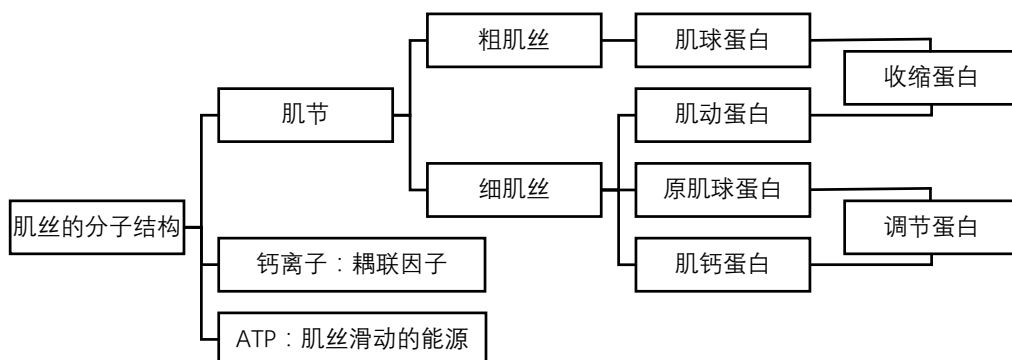 粗肌丝
肌球蛋白
收缩蛋白
肌节
肌动蛋白
细肌丝
原肌球蛋白
肌丝的分子结构
调节蛋白
钙离子：耦联因子
肌钙蛋白
ATP：肌丝滑动的能源